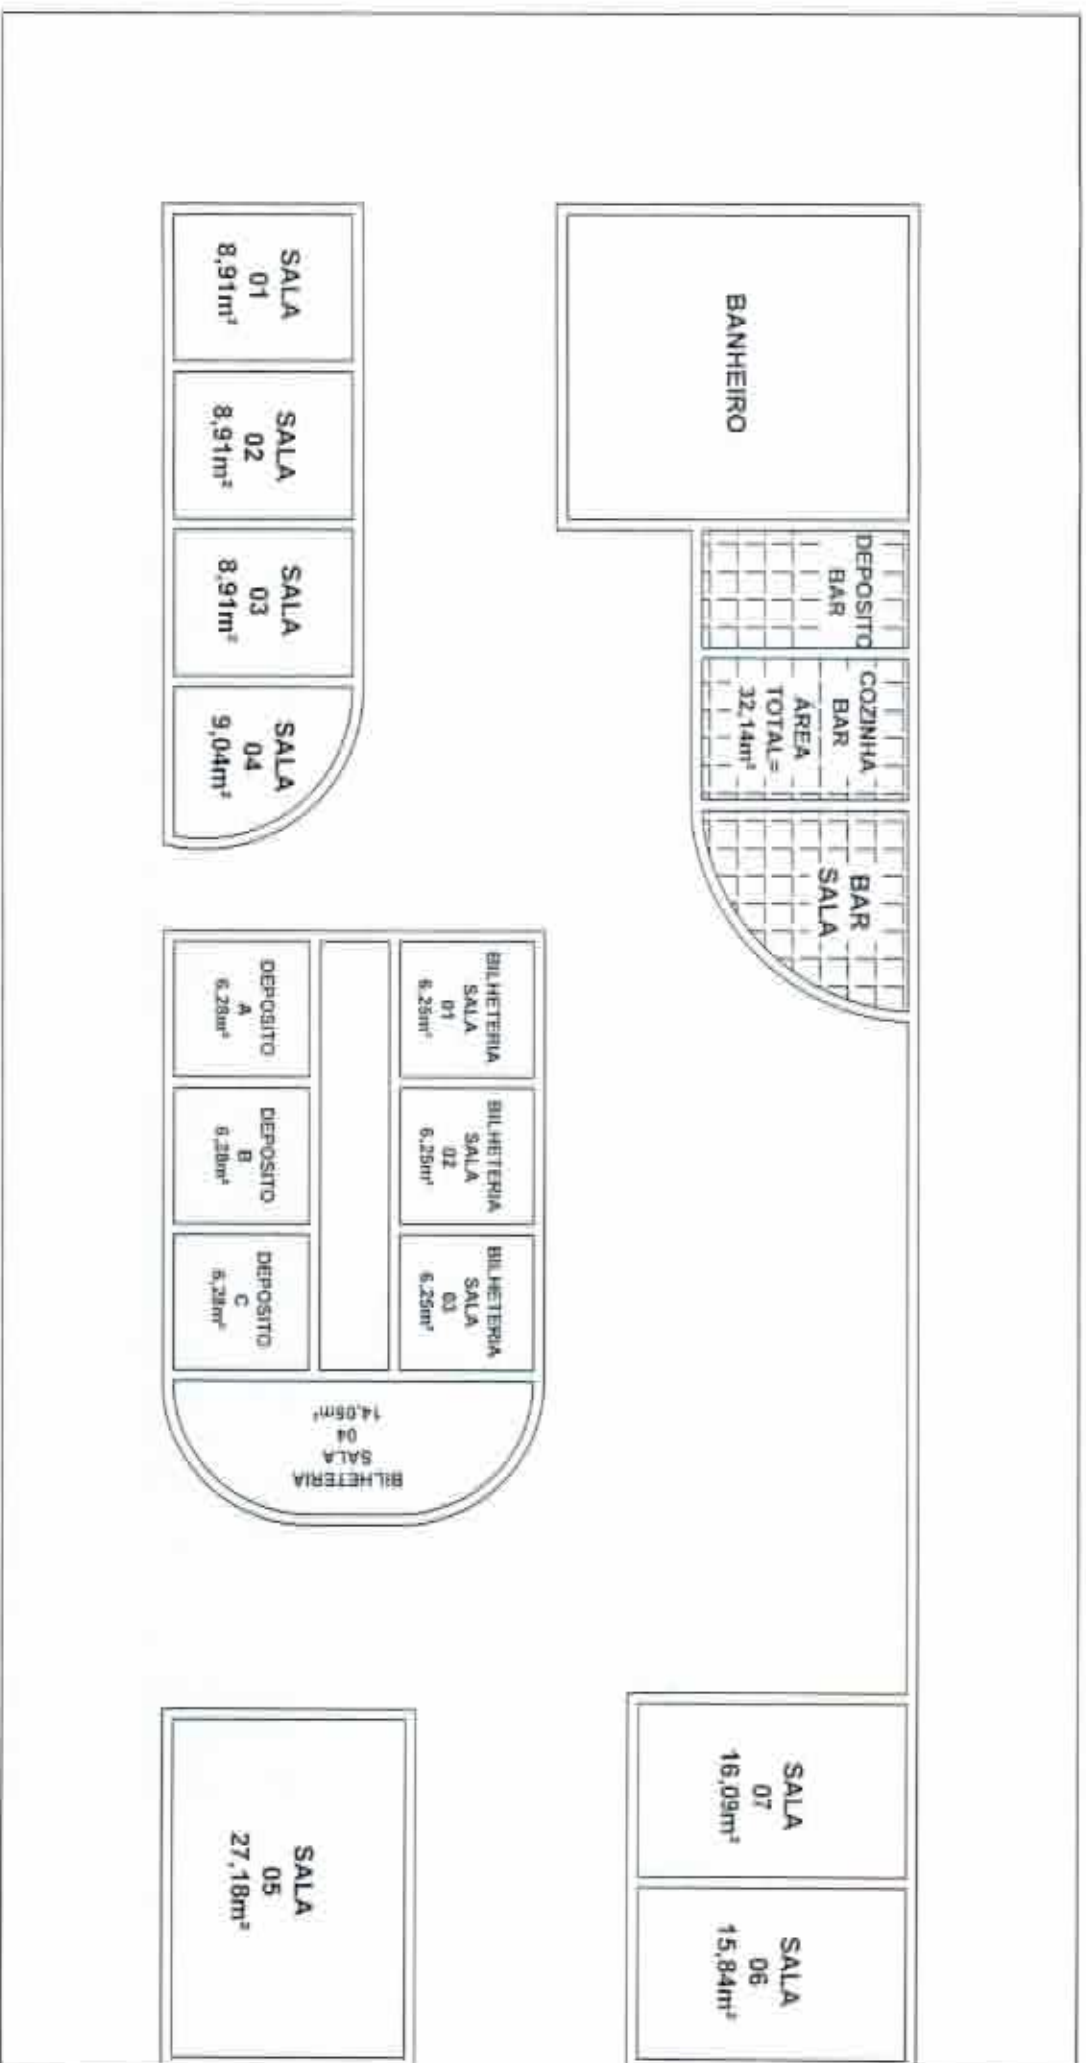 BANHEIRO
DEPOSITO
BAR
COZINHA
BAR
ÁREA
TOTAL=
32,14m²
BAR
SALA
SALA
07
16,09m²
SALA
06
15,84m²
SALA
01
8,91m²
SALA
02
8,91m²
SALA
03
8,91m²
SALA
04
9,04m²
BILHETERIA
SALA
01
6,25m²
BILHETERIA
SALA
02
6,25m²
BILHETERIA
SALA
03
6,25m²
DEPOSITO
A
6,28m²
DEPOSITO
B
6,28m²
DEPOSITO
C
6,28m²
BILHETERIA
SALA
04
14,05m²
SALA
05
27,18m²